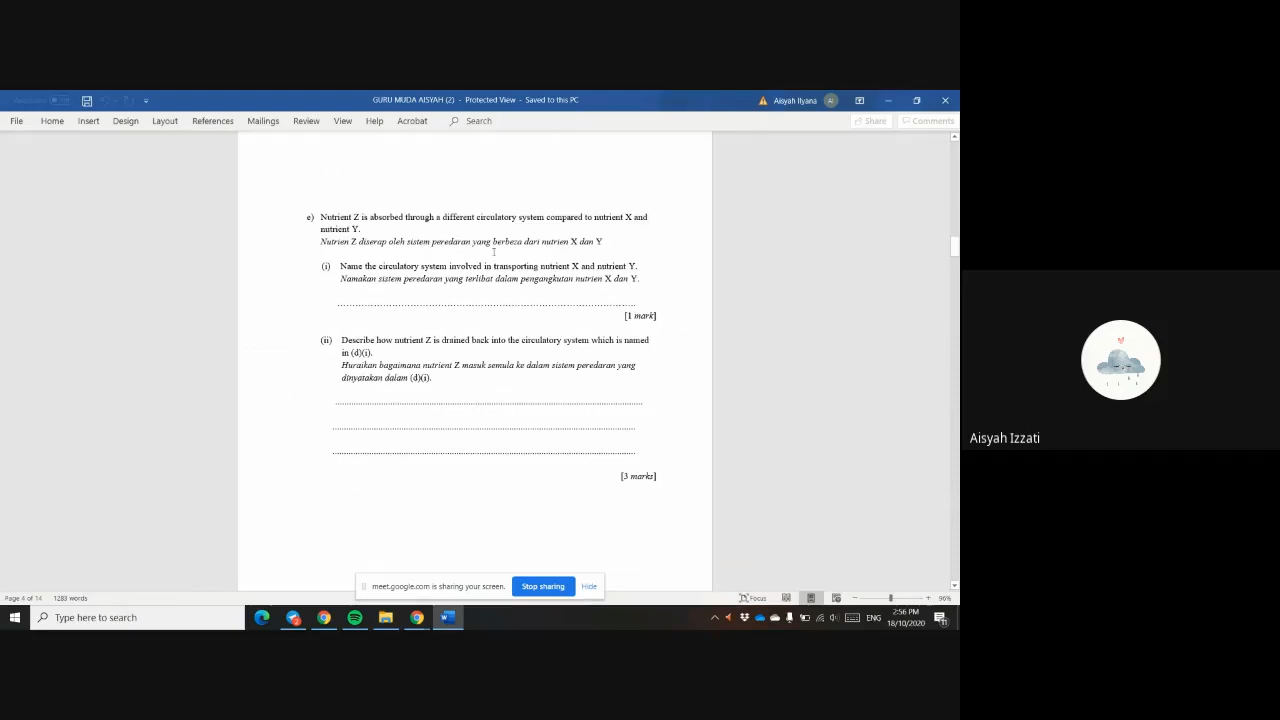 GURU MUDA AISYAH (2) - Protected View - Saved to this PC
Aisyah Ilyana
AI
File Home Insert Design Layout References Mailings Review View Help Acrobat Search
Share Comments
e) Nutrient Z is absorbed through a different circulatory system compared to nutrient X and
nutrient Y.
Nutrien Z diserap oleh sistem peredaran yang berbeza dari nutrien X dan Y
(i) Name the circulatory system involved in transporting nutrient X and nutrient Y.
Namakan sistem peredaran yang terlibat dalam pengangkutan nutrien X dan Y.
[1 mark]
(ii) Describe how nutrient Z is drained back into the circulatory system which is named
in (d)(i).
Huraikan bagaimana nutrient Z masuk semula ke dalam sistem peredaran yang
dinyatakan dalam (d)(i).
[3 marks]
meet.google.com is sharing your screen. Stop sharing Hide
Page 4 of 14 1283 words
Focus
96%
Type here to search
ENG
2:56 PM
18/10/2020
Aisyah Izzati